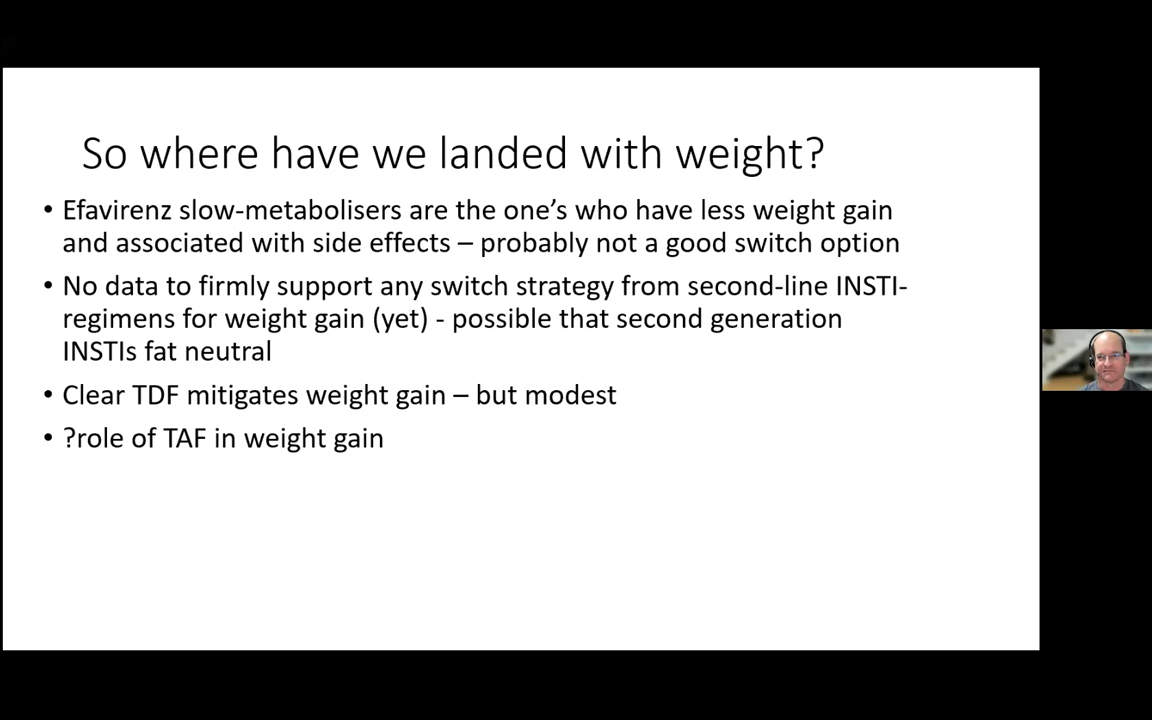 So where have we landed with weight?
• Efavirenz slow-metabolisers are the one’s who have less weight gain
and associated with side effects – probably not a good switch option
• No data to firmly support any switch strategy from second-line INSTI-
regimens for weight gain (yet) - possible that second generation
INSTIs fat neutral
• Clear TDF mitigates weight gain – but modest
• ?role of TAF in weight gain